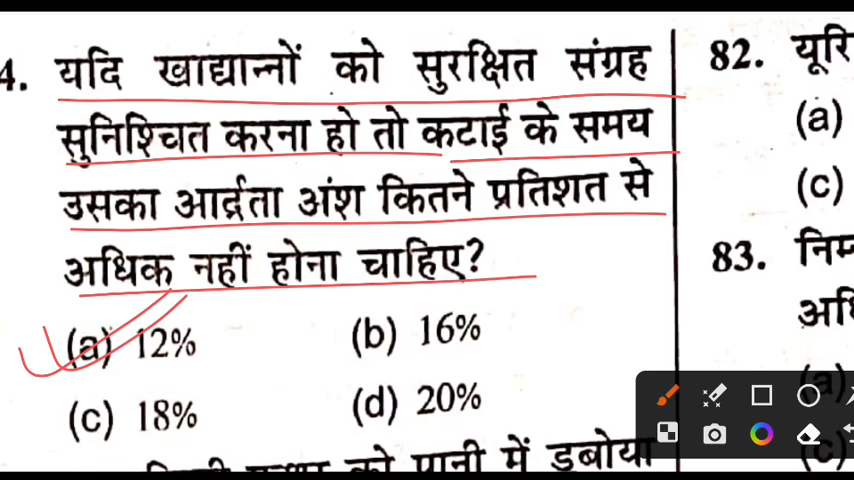 4. यदि खाद्यान्नों को सुरक्षित संग्रह
सुनिश्चित करना हो तो कटाई के समय
उसका आर्द्रता अंश कितने प्रतिशत से
अधिक नहीं होना चाहिए?
(a) 12% (b) 16%
(c) 18% (d) 20%
को पानी में डुबोया
82. यूरि
(a)
(c)
83. निम्
अधि
(a)
(c)